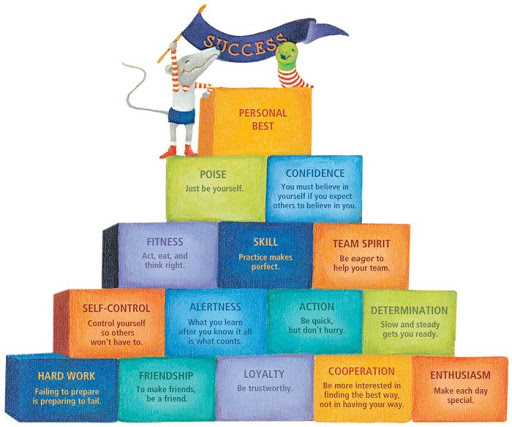 SUCCESS
PERSONAL
BEST
POISE
Just be yourself.
CONFIDENCE
You must believe in
yourself if you expect
others to believe in you.
FITNESS
Act, eat, and
think right.
SKILL
Practice makes
perfect.
TEAM SPIRIT
Be eager to
help your team.
SELF-CONTROL
Control yourself
so others
won't have to.
ALERTNESS
What you learn
after you know it all
is what counts.
ACTION
Be quick,
but don't hurry.
DETERMINATION
Slow and steady
gets you ready.
HARD WORK
Failing to prepare
is preparing to fail.
FRIENDSHIP
To make friends,
be a friend.
LOYALTY
Be trustworthy.
COOPERATION
Be more interested in
finding the best way,
not in having your way.
ENTHUSIASM
Make each day
special.